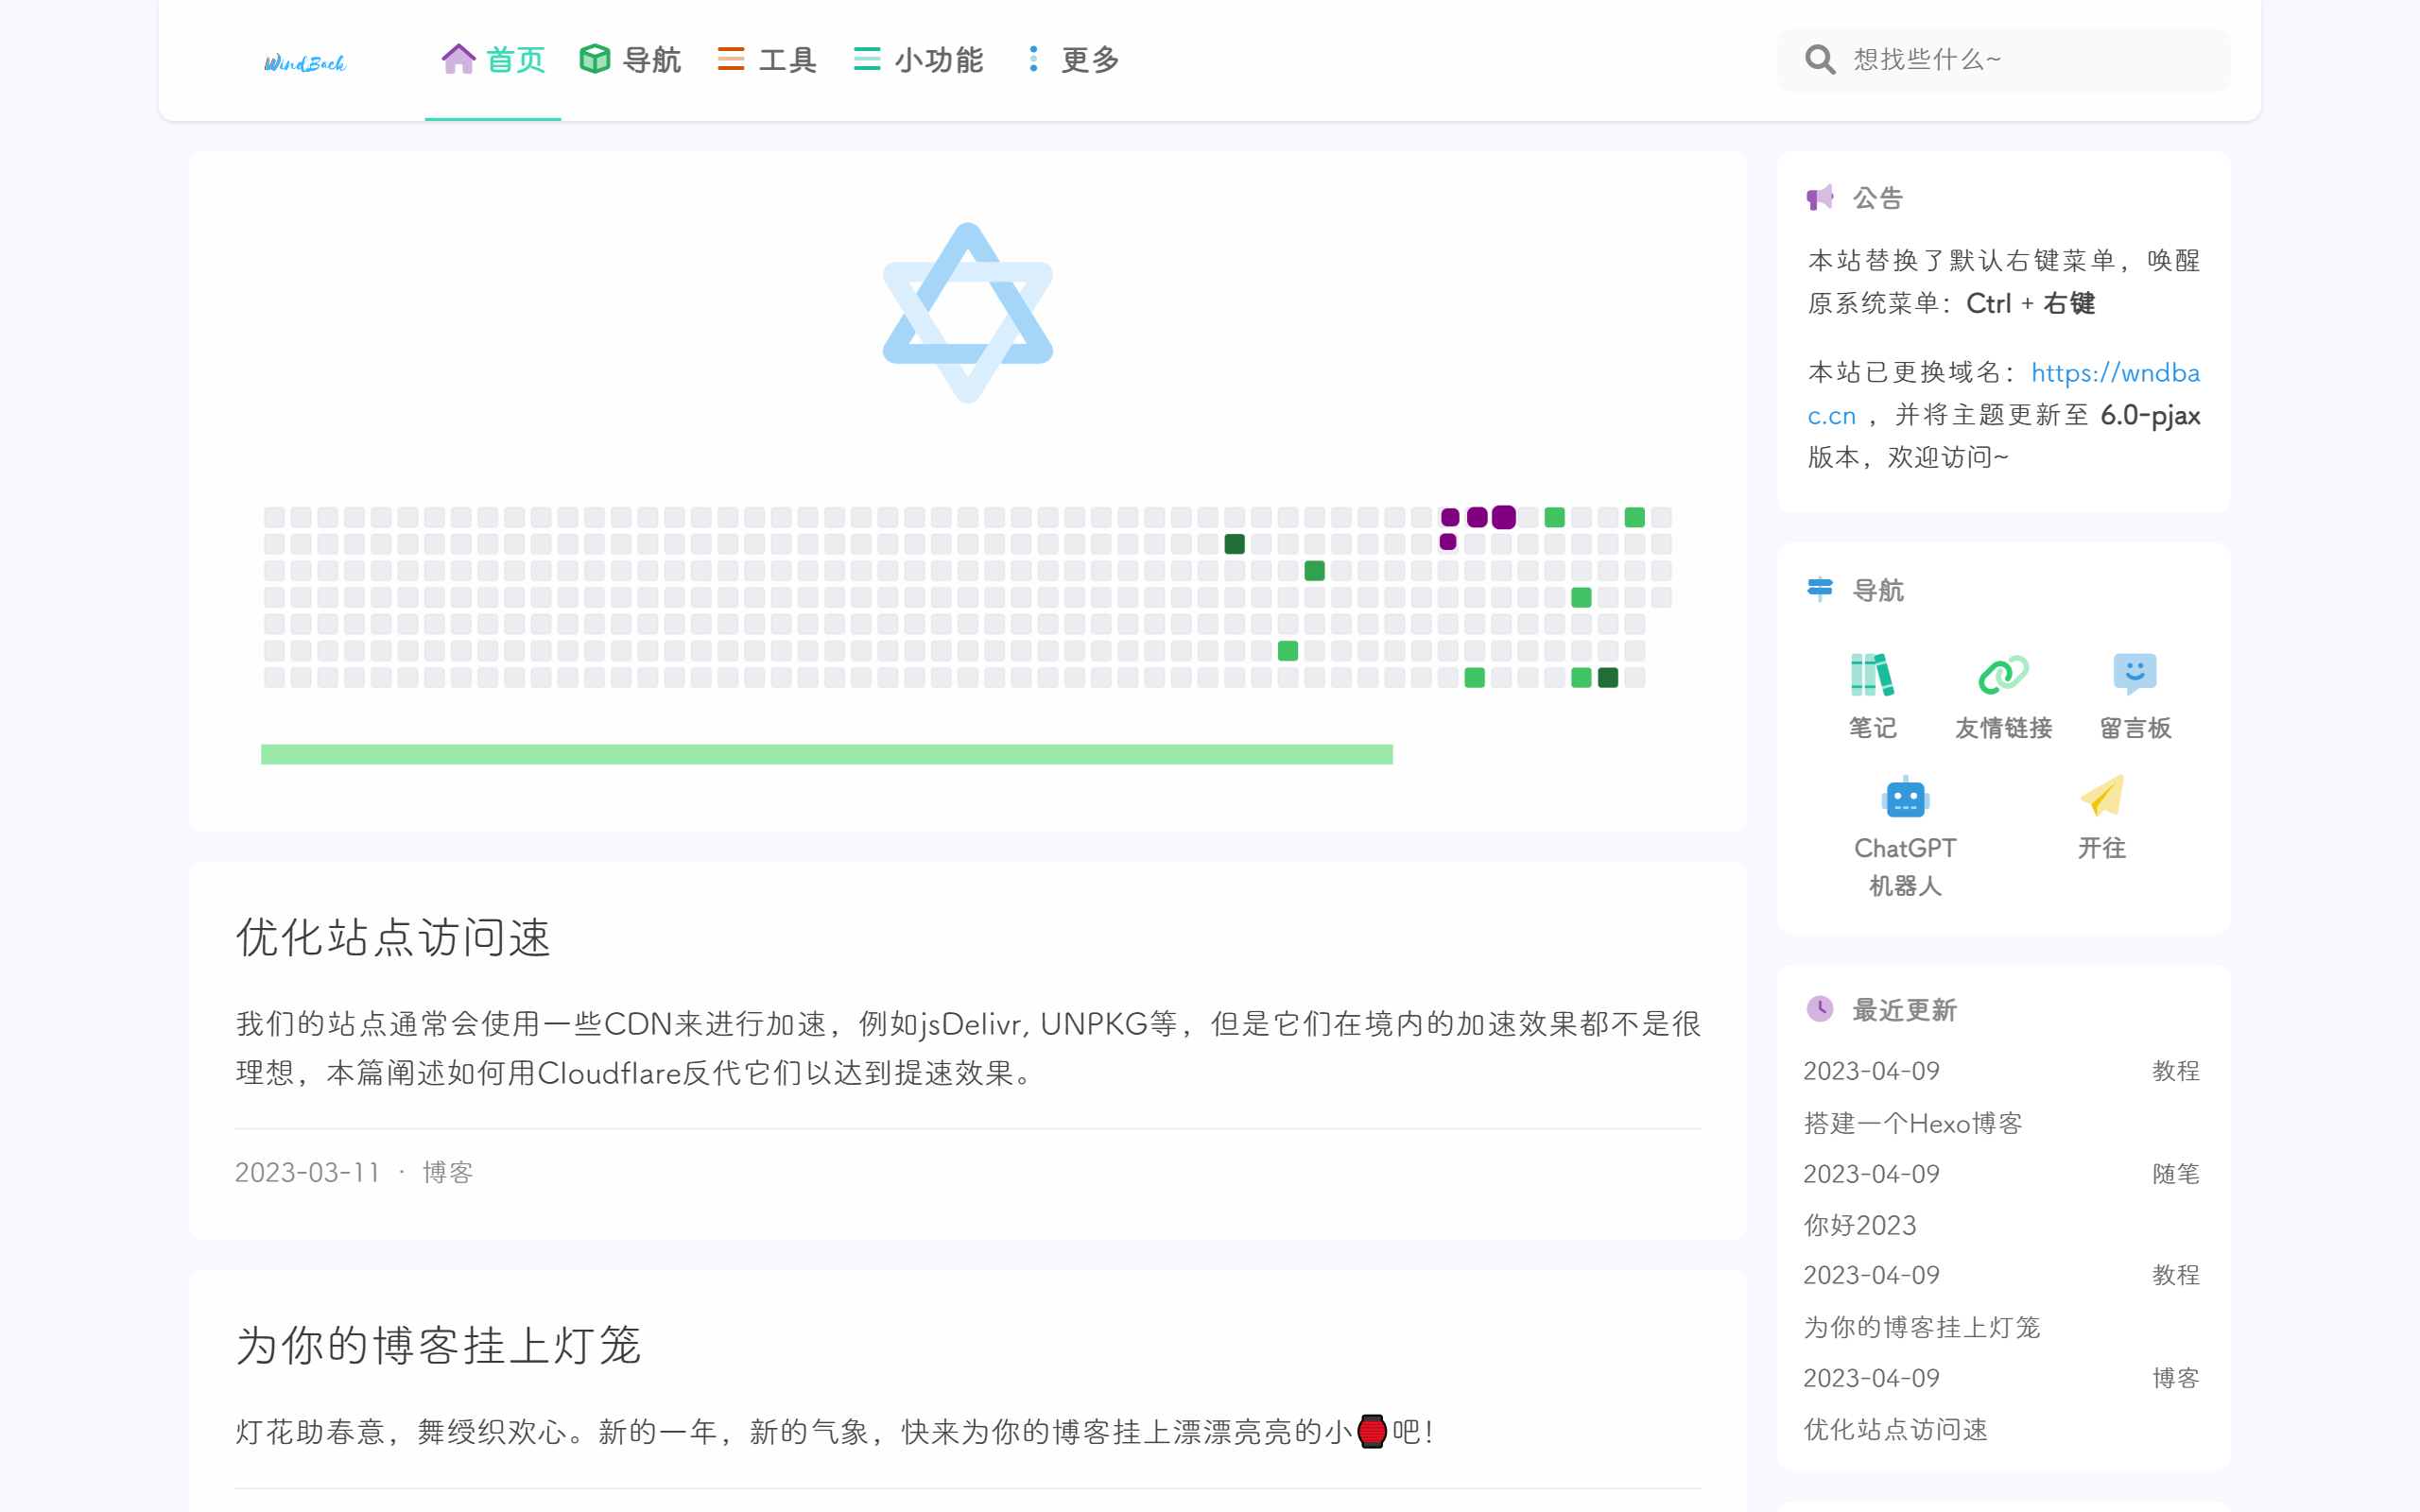 WindBack
首页
导航
工具
小功能
更多
想找些什么~
公告
本站替换了默认右键菜单，唤醒
原系统菜单：Ctrl + 右键
本站已更换域名：https://wndba
c.cn ，并将主题更新至 6.0-pjax
版本，欢迎访问~
导航
笔记
友情链接
留言板
ChatGPT
机器人
开往
优化站点访问速
我们的站点通常会使用一些CDN来进行加速，例如jsDelivr, UNPKG等，但是它们在境内的加速效果都不是很
理想，本篇阐述如何用Cloudflare反代它们以达到提速效果。
2023-03-11 · 博客
为你的博客挂上灯笼
灯花助春意，舞绶织欢心。新的一年，新的气象，快来为你的博客挂上漂漂亮亮的小🏮吧！
最近更新
2023-04-09 教程
搭建一个Hexo博客
2023-04-09 随笔
你好2023
2023-04-09 教程
为你的博客挂上灯笼
2023-04-09 博客
优化站点访问速